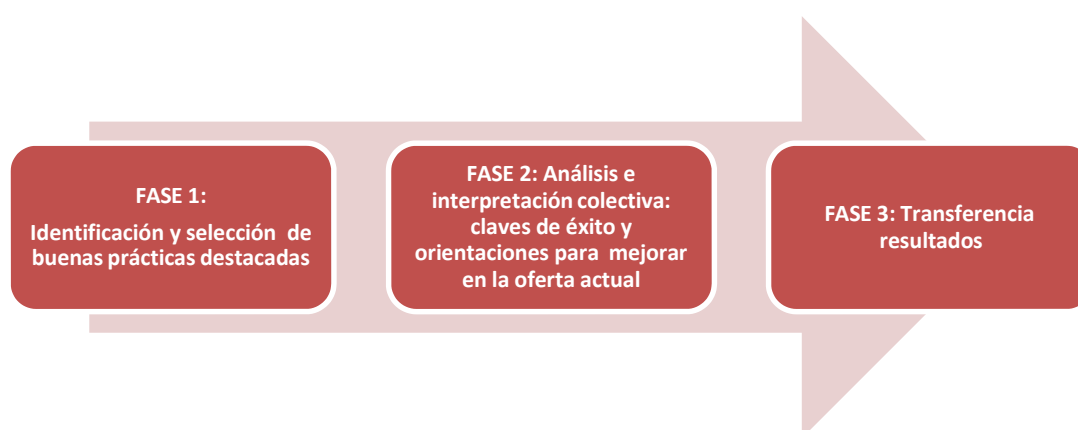 FASE 1:
Identificación y selección de
buenas prácticas destacadas
FASE 2: Análisis e
interpretación colectiva:
claves de éxito y
orientaciones para mejorar
en la oferta actual
FASE 3: Transferencia
resultados